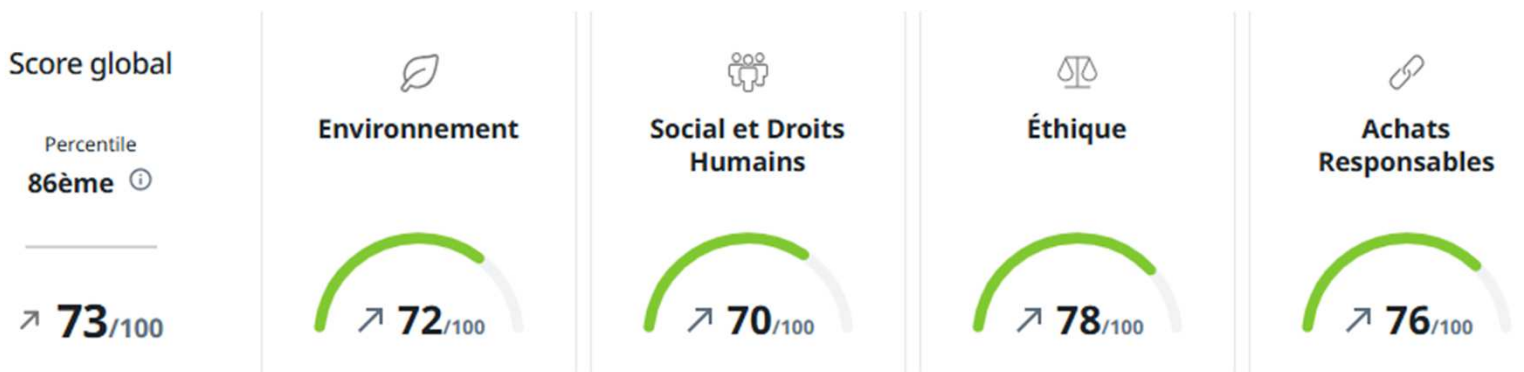 Score global
Percentile
86ème
73/100
Environnement
72/100
Social et Droits
Humains
70/100
Éthique
78/100
Achats
Responsables
76/100